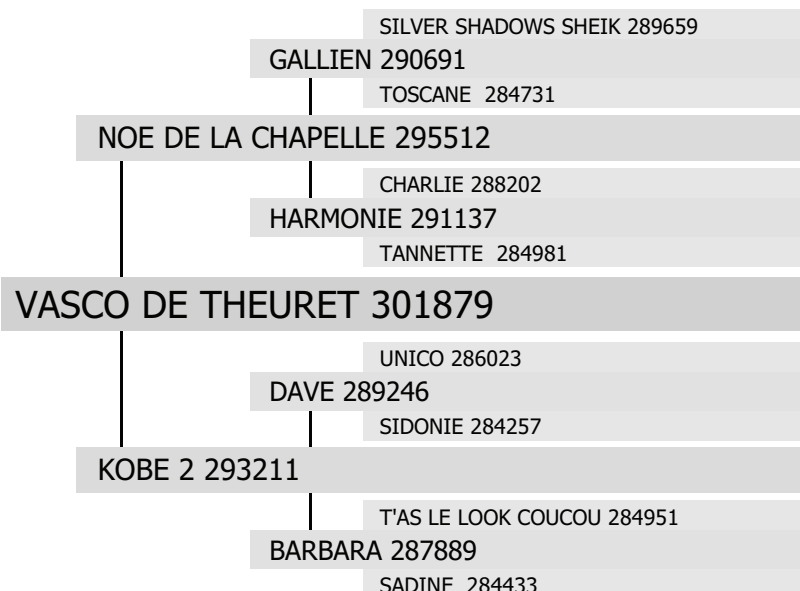 SILVER SHADOWS SHEIK 289659
GALLIEN 290691
TOSCANE 284731
NOE DE LA CHAPELLE 295512
CHARLIE 288202
HARMONIE 291137
TANNETTE 284981
VASCO DE THEURET 301879
UNICO 286023
DAVE 289246
SIDONIE 284257
KOBE 2 293211
T'AS LE LOOK COUCOU 284951
BARBARA 287889
SADINE 284433